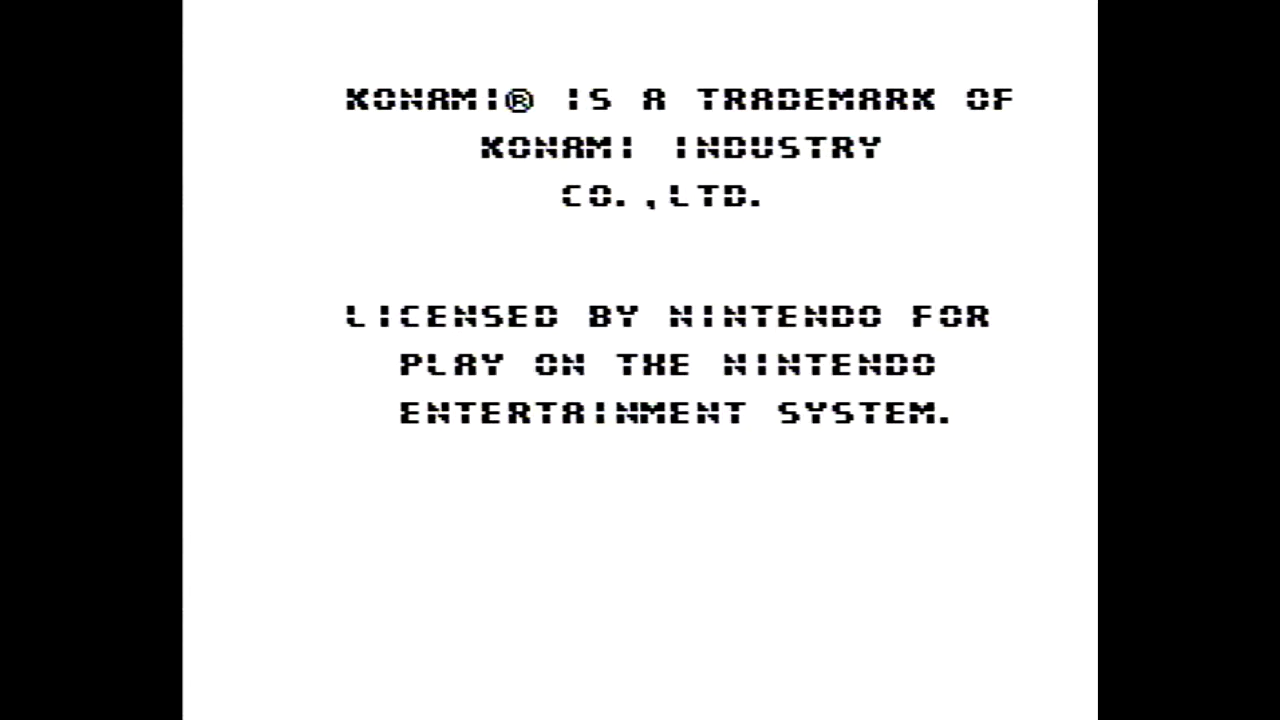 KONAMI® IS A TRADEMARK OF
KONAMI INDUSTRY
CO.,LTD.
LICENSED BY NINTENDO FOR
PLAY ON THE NINTENDO
ENTERTAINMENT SYSTEM.